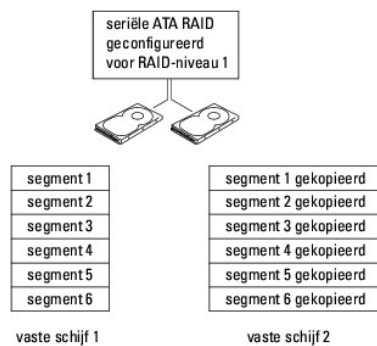 seriële ATA RAID
geconfigureerd
voor RAID-niveau 1
segment 1
segment 2
segment 3
segment 4
segment 5
segment 6
vaste schijf 1
segment 1 gekopieerd
segment 2 gekopieerd
segment 3 gekopieerd
segment 4 gekopieerd
segment 5 gekopieerd
segment 6 gekopieerd
vaste schijf 2